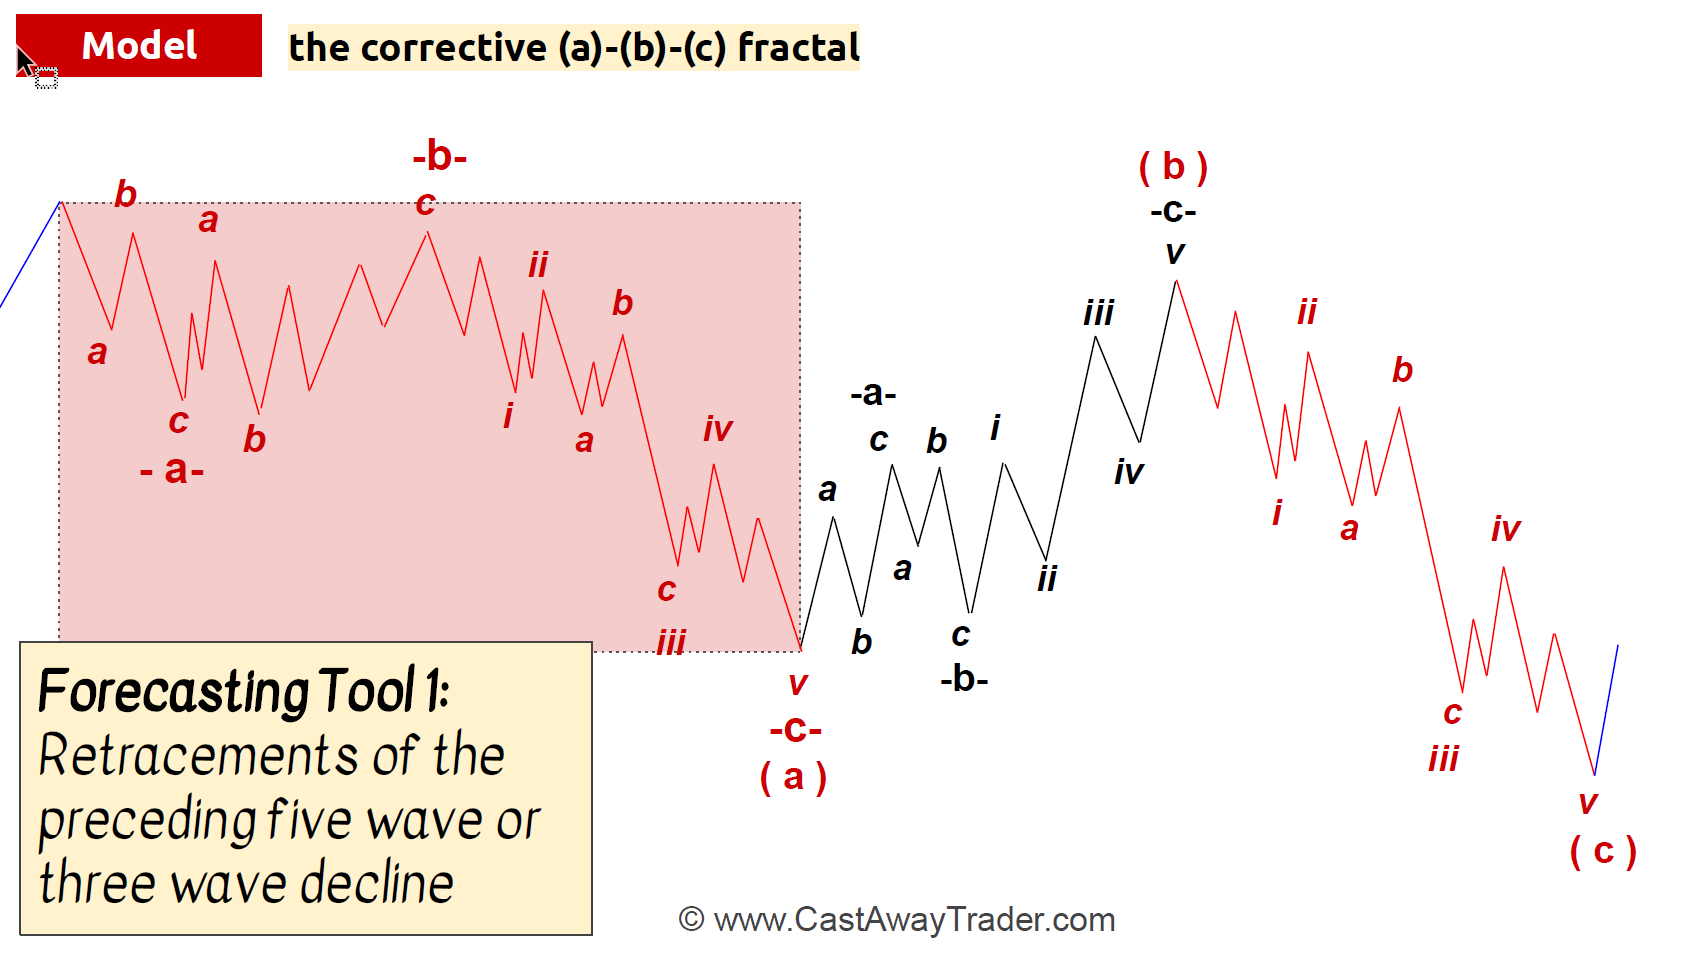 Model
the corrective (a)-(b)-(c) fractal
-b-
b
a
c
a
c
- a-
b
ii
b
i
a
iv
c
iii
v
-c-
( a )
-a-
a
c
b
i
b
a
c
-b-
ii
iii
iv
( b )
-c-
v
ii
b
i
a
iv
c
iii
v
( c )
Forecasting Tool 1:
Retracements of the
preceding five wave or
three wave decline
© www.CastAwayTrader.com